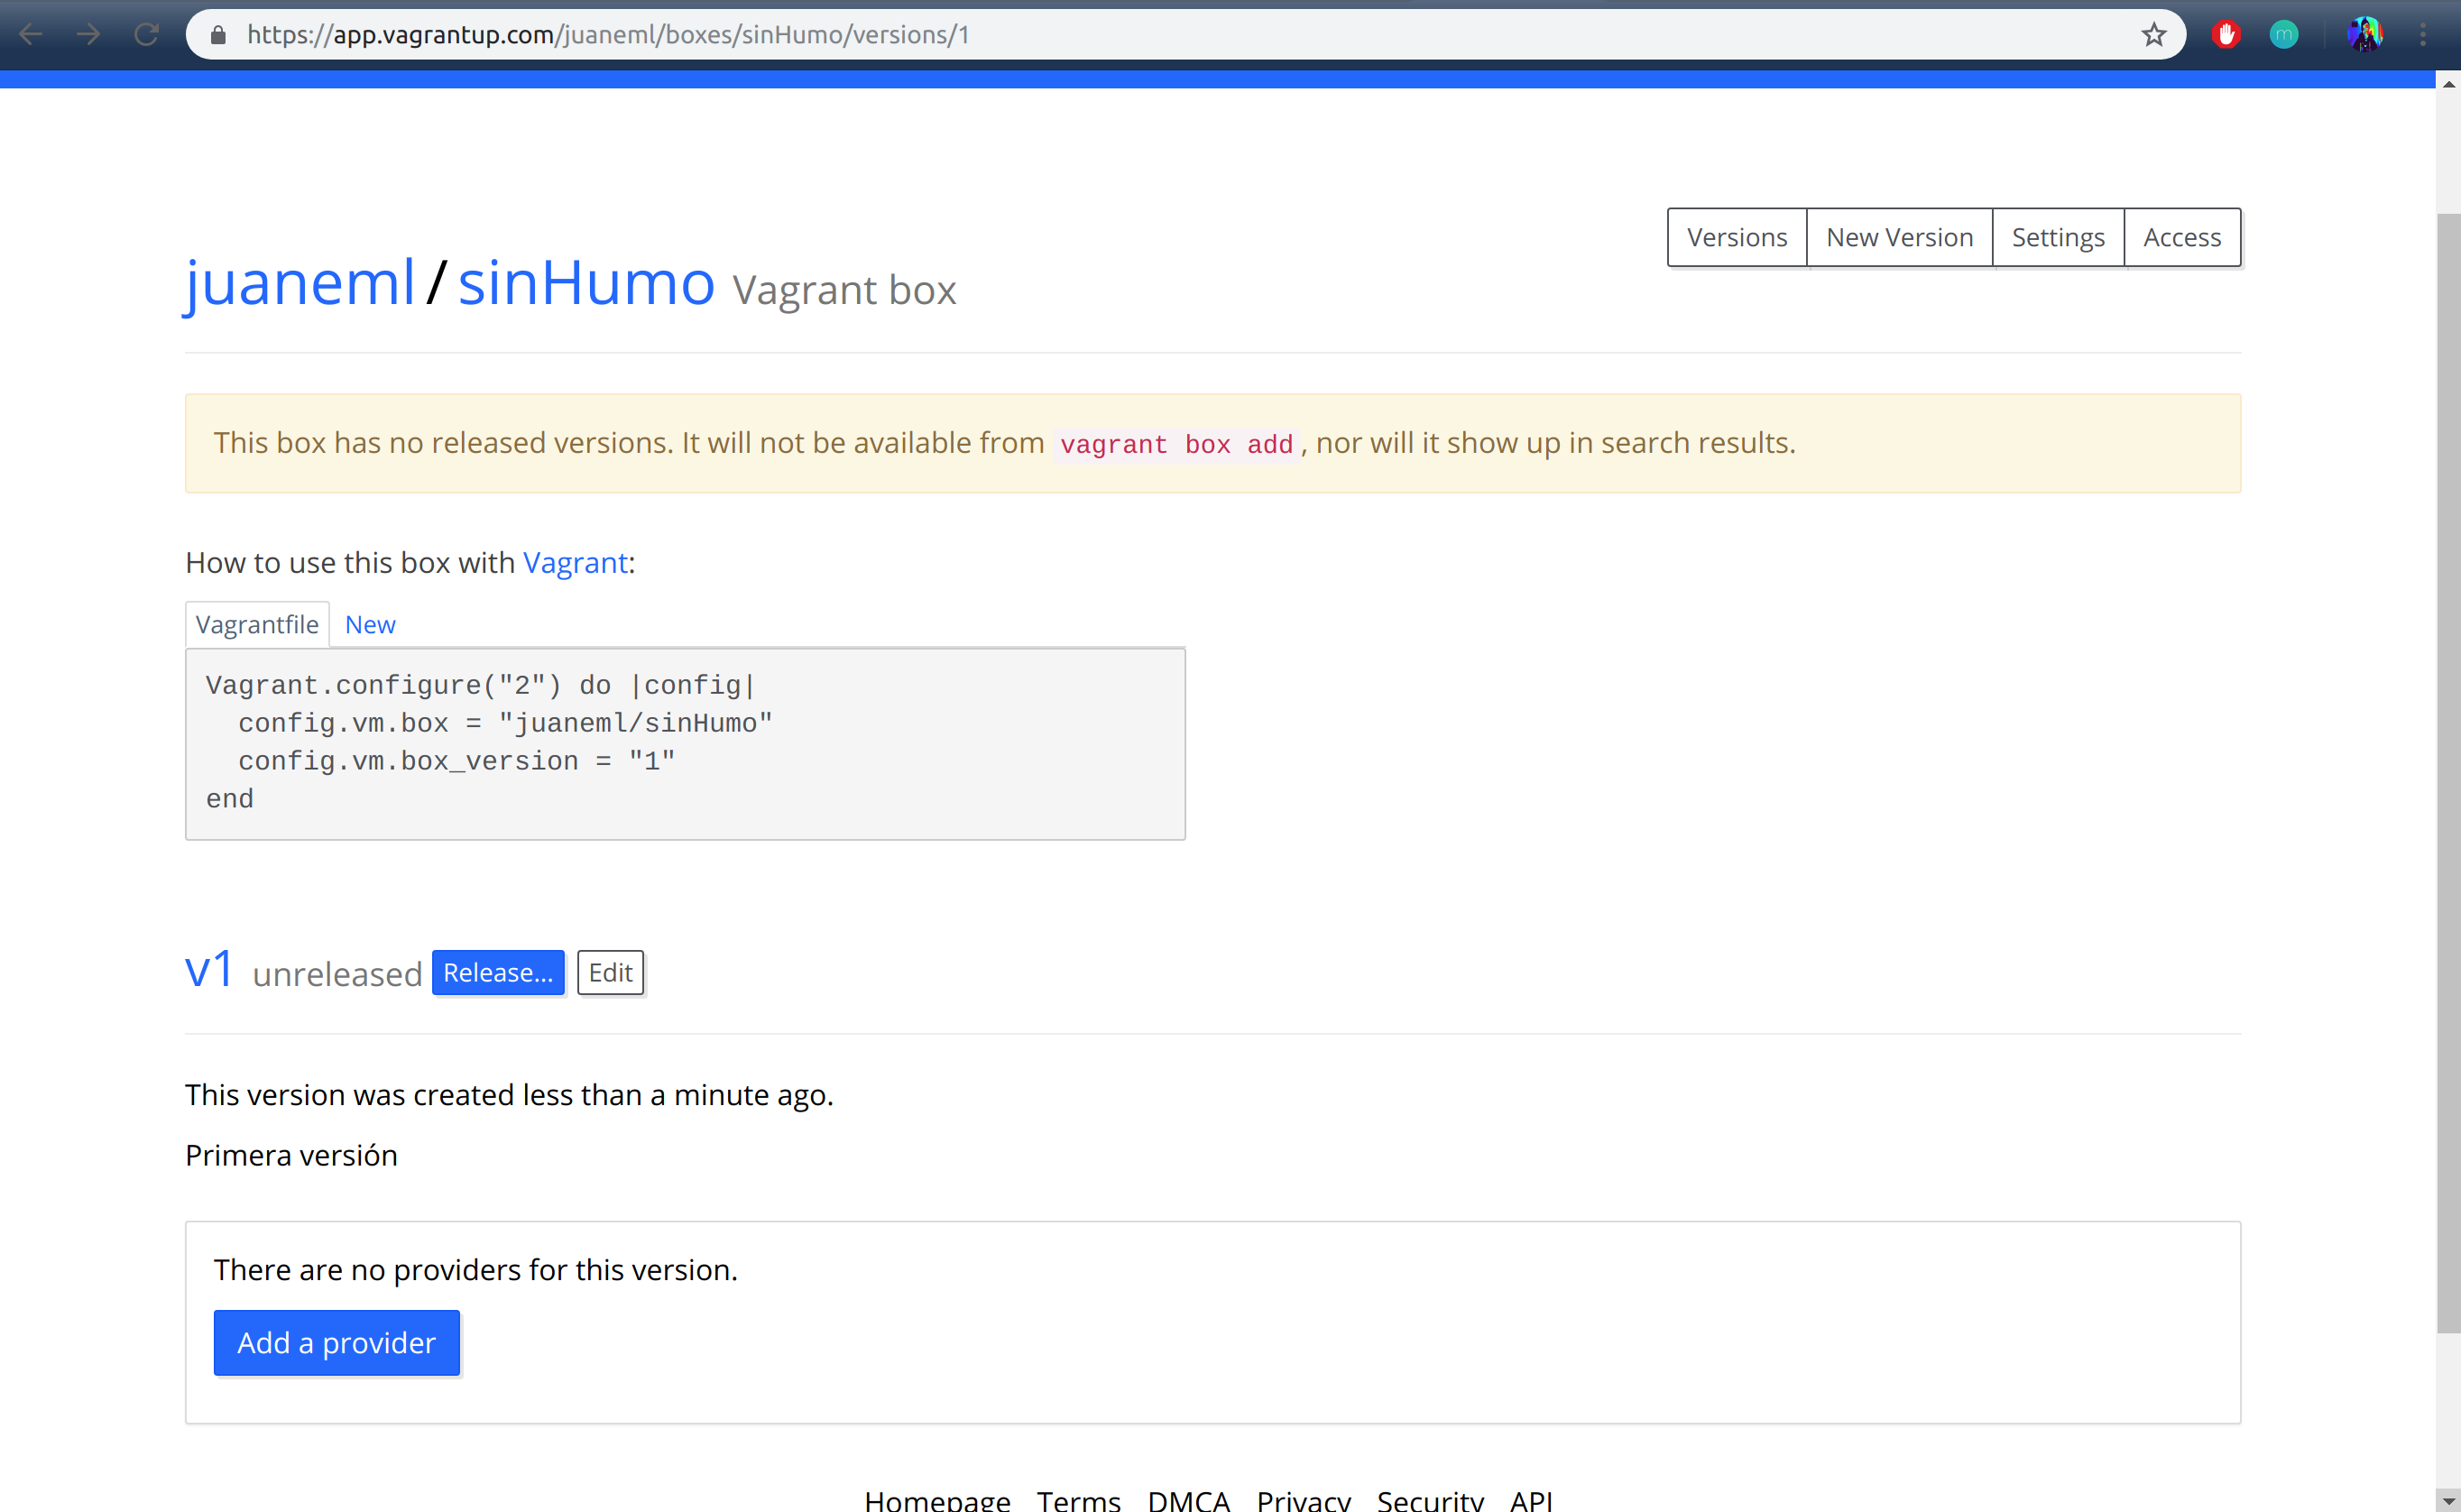 https://app.vagrantup.com/juaneml/boxes/sinHumo/versions/1
m
Versions New Version Settings Access
juaneml/sinHumo Vagrant box
This box has no released versions. It will not be available from vagrant box add, nor will it show up in search results.
How to use this box with Vagrant:
Vagrantfile New
Vagrant.configure("2") do |config|
  config.vm.box = "juaneml/sinHumo"
  config.vm.box_version = "1"
end
v1 unreleased Release... Edit
This version was created less than a minute ago.
Primera versión
There are no providers for this version.
Add a provider
Homepage Terms DMCA Privacy Security API